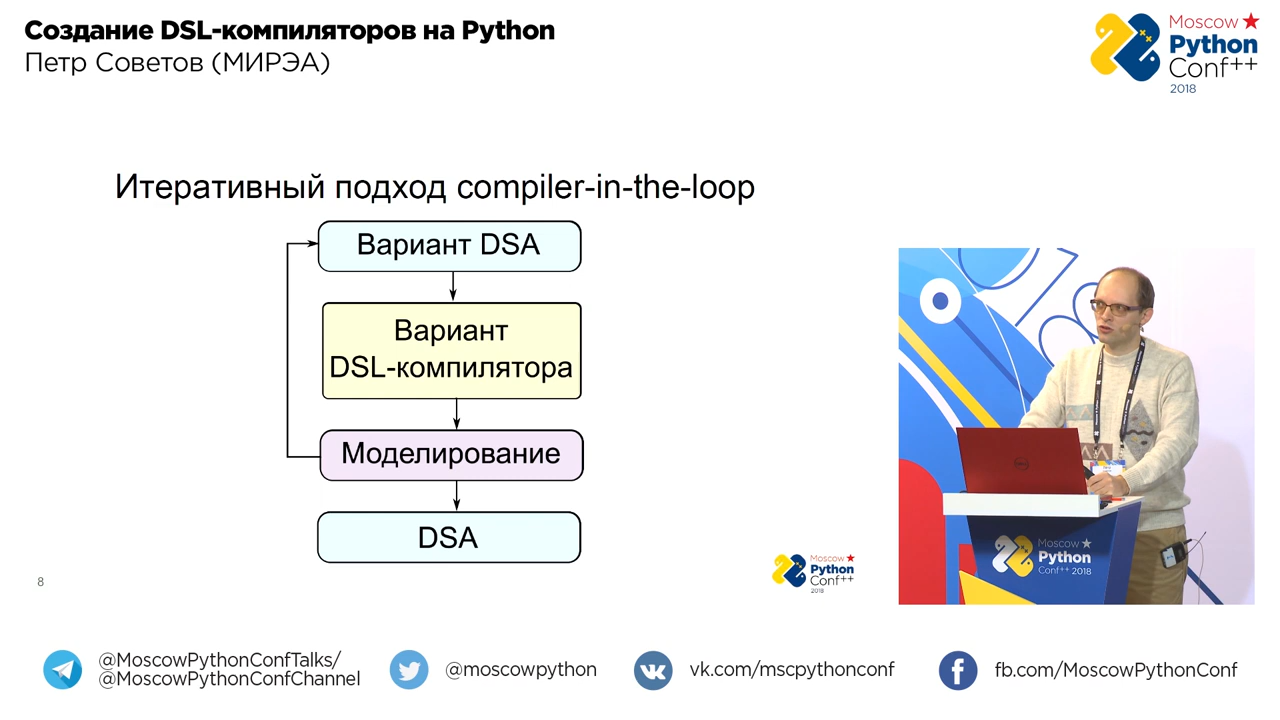 Создание DSL-компиляторов на Python
Петр Советов (МИРЭА)
Moscow
Python
Conf++
2018
Итеративный подход compiler-in-the-loop
Вариант DSA
Вариант
DSL-компилятора
Моделирование
DSA
8
Moscow
Python
Conf++
2018
Moscow
Python
Conf++ 2018
@MoscowPythonConfTalks/
@MoscowPythonConfChannel
@moscowpython
vk.com/mscpythonconf
fb.com/MoscowPythonConf